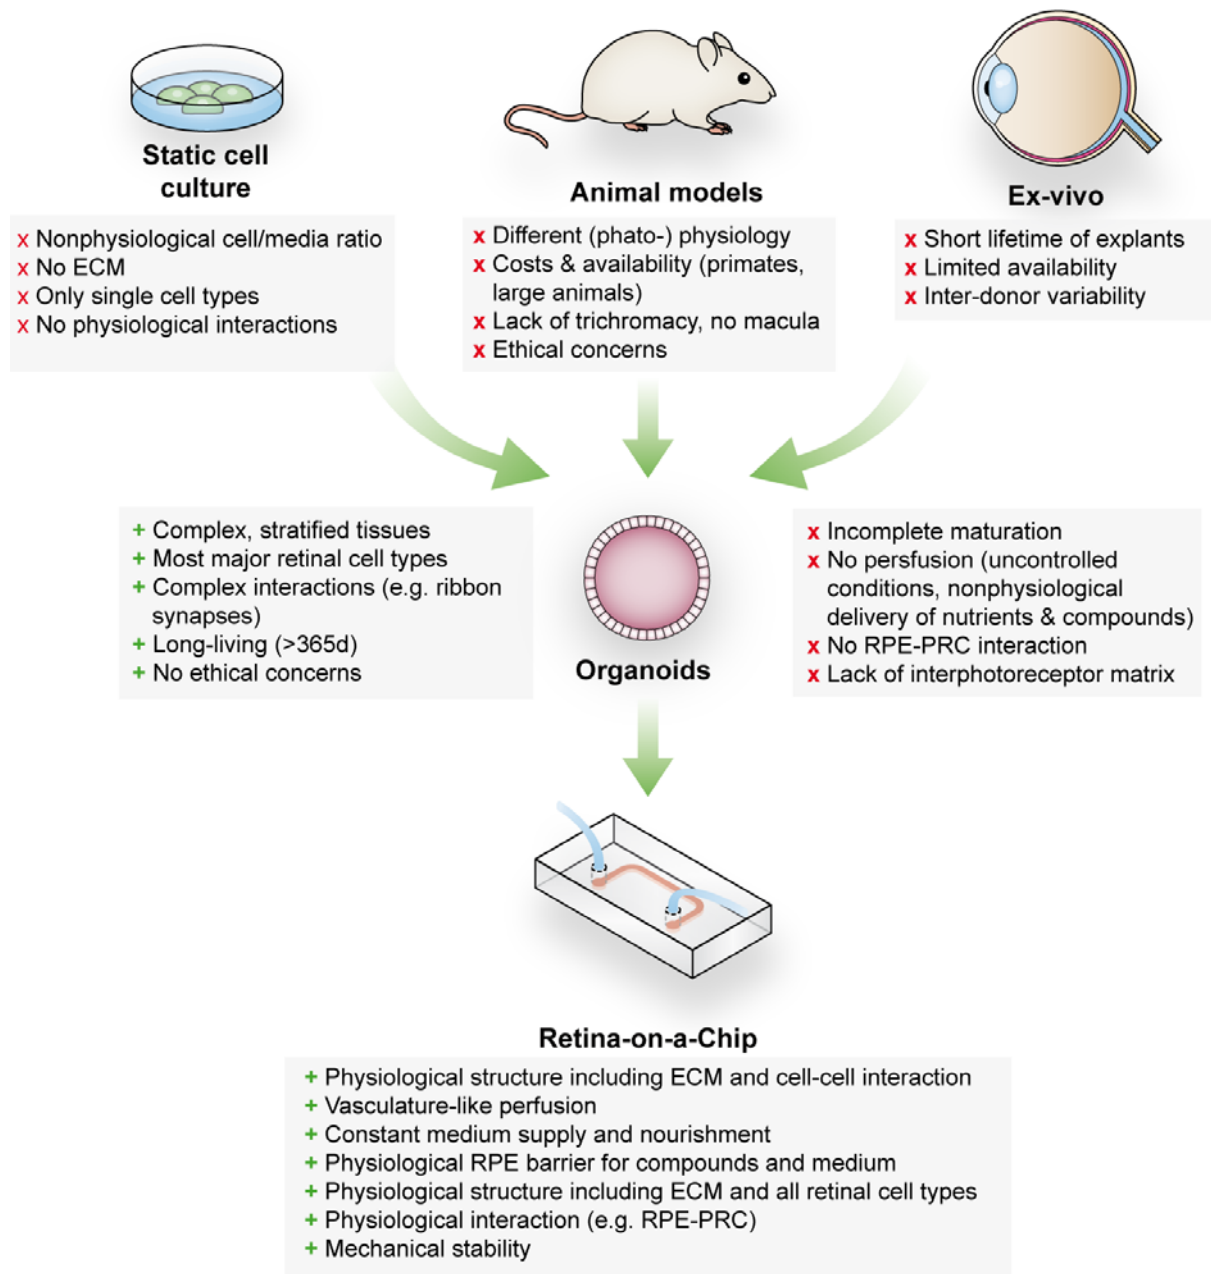 Static cell
culture
x Nonphysiological cell/media ratio
x No ECM
x Only single cell types
x No physiological interactions
Animal models
x Different (phato-) physiology
x Costs & availability (primates,
large animals)
x Lack of trichromacy, no macula
x Ethical concerns
Ex-vivo
x Short lifetime of explants
x Limited availability
x Inter-donor variability
+ Complex, stratified tissues
+ Most major retinal cell types
+ Complex interactions (e.g. ribbon
synapses)
+ Long-living (>365d)
+ No ethical concerns
Organoids
x Incomplete maturation
x No persfusion (uncontrolled
conditions, nonphysiological
delivery of nutrients & compounds)
x No RPE-PRC interaction
x Lack of interphotoreceptor matrix
Retina-on-a-Chip
+ Physiological structure including ECM and cell-cell interaction
+ Vasculature-like perfusion
+ Constant medium supply and nourishment
+ Physiological RPE barrier for compounds and medium
+ Physiological structure including ECM and all retinal cell types
+ Physiological interaction (e.g. RPE-PRC)
+ Mechanical stability